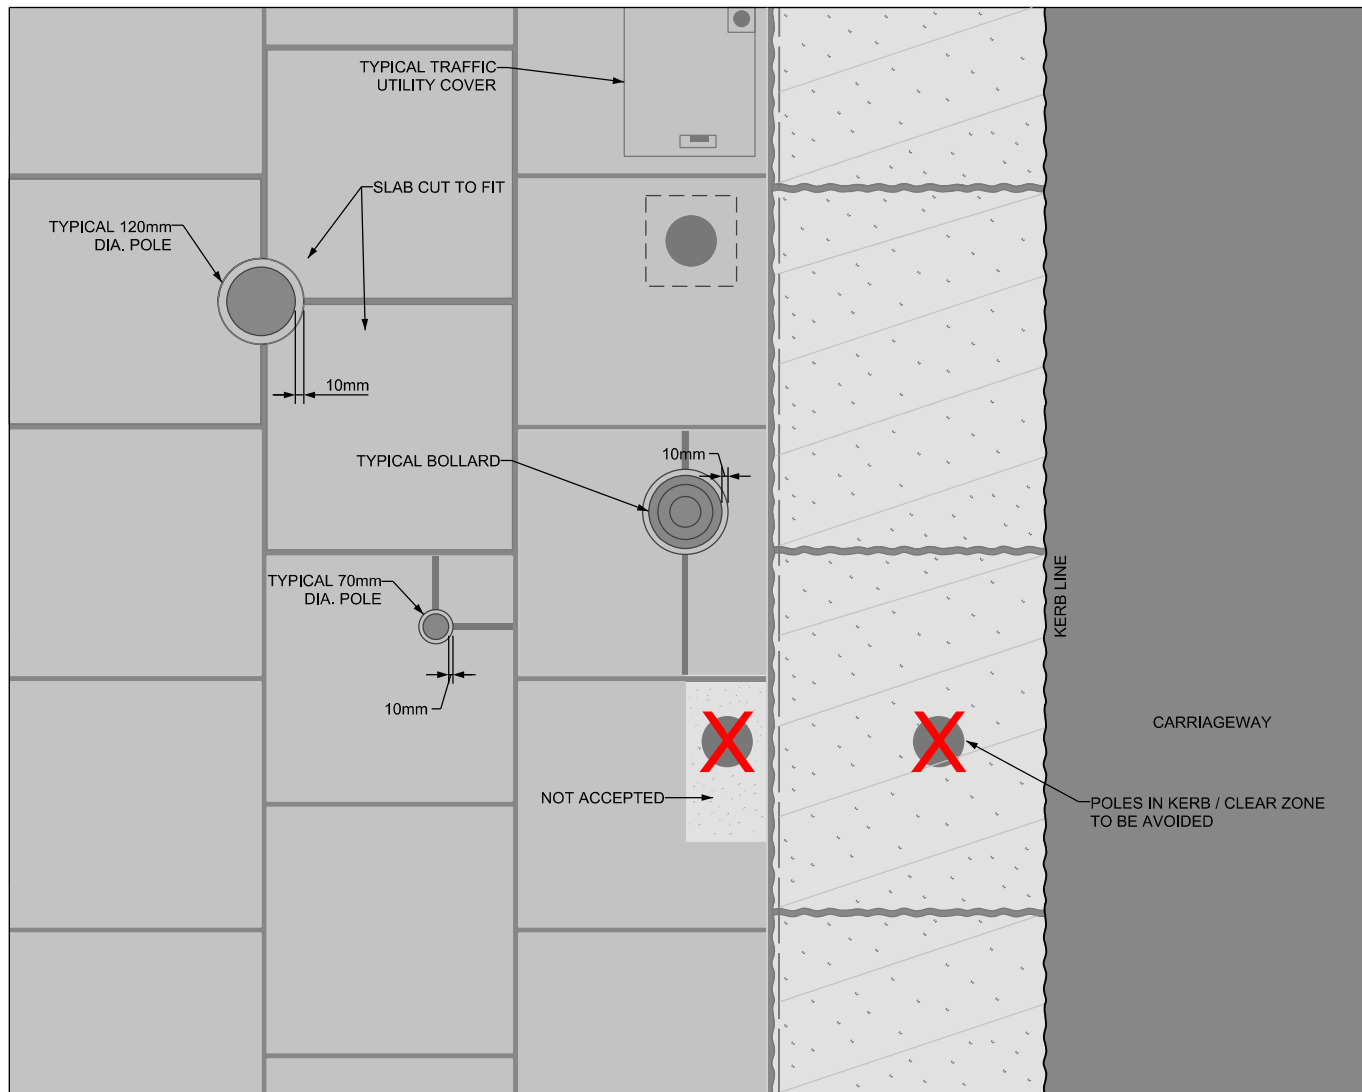 TYPICAL TRAFFIC
UTILITY COVER
SLAB CUT TO FIT
TYPICAL 120mm
DIA. POLE
10mm
TYPICAL BOLLARD
10mm
TYPICAL 70mm
DIA. POLE
10mm
KERB LINE
CARRIAGEWAY
NOT ACCEPTED
POLES IN KERB / CLEAR ZONE
TO BE AVOIDED